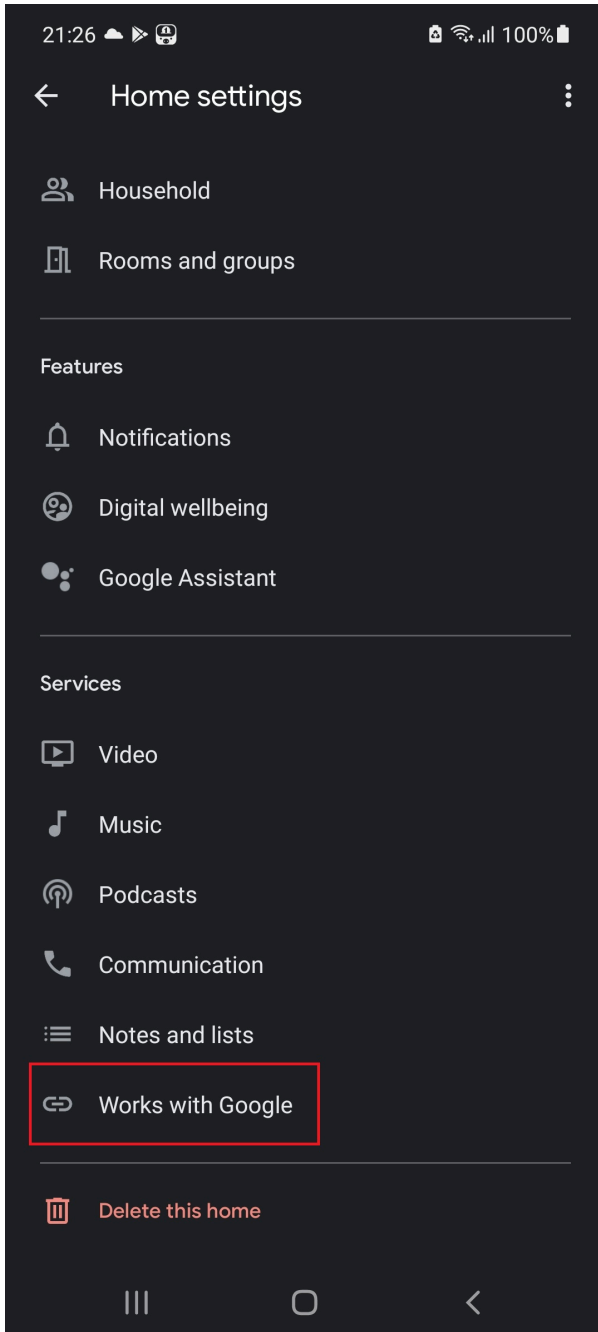 21:26 100%
Home settings
Household
Rooms and groups
Features
Notifications
Digital wellbeing
Google Assistant
Services
Video
Music
Podcasts
Communication
Notes and lists
Works with Google
Delete this home